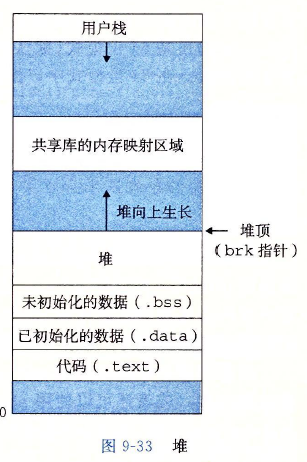 用户栈
共享库的内存映射区域
堆向上生长
堆顶
(brk 指针)
堆
未初始化的数据(.bss)
已初始化的数据(.data)
代码(.text)
0
图 9-33 堆